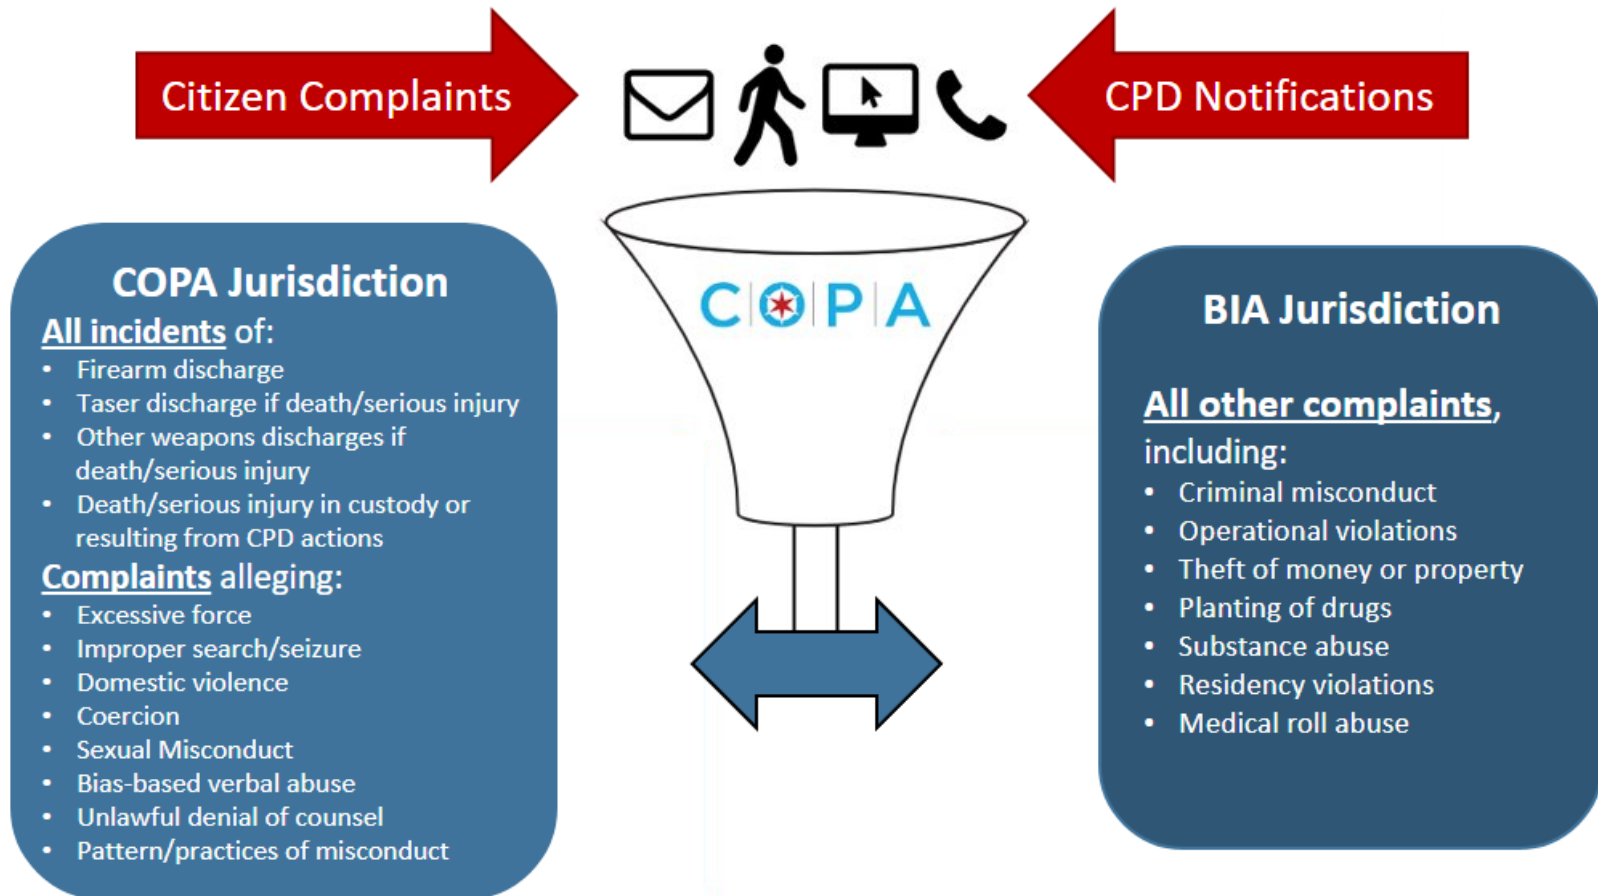 Citizen Complaints
CPD Notifications
COPA Jurisdiction
All incidents of:
• Firearm discharge
• Taser discharge if death/serious injury
• Other weapons discharges if
death/serious injury
• Death/serious injury in custody or
resulting from CPD actions
Complaints alleging:
• Excessive force
• Improper search/seizure
• Domestic violence
• Coercion
• Sexual Misconduct
• Bias-based verbal abuse
• Unlawful denial of counsel
• Pattern/practices of misconduct
C|O|P|A
BIA Jurisdiction
All other complaints,
including:
• Criminal misconduct
• Operational violations
• Theft of money or property
• Planting of drugs
• Substance abuse
• Residency violations
• Medical roll abuse